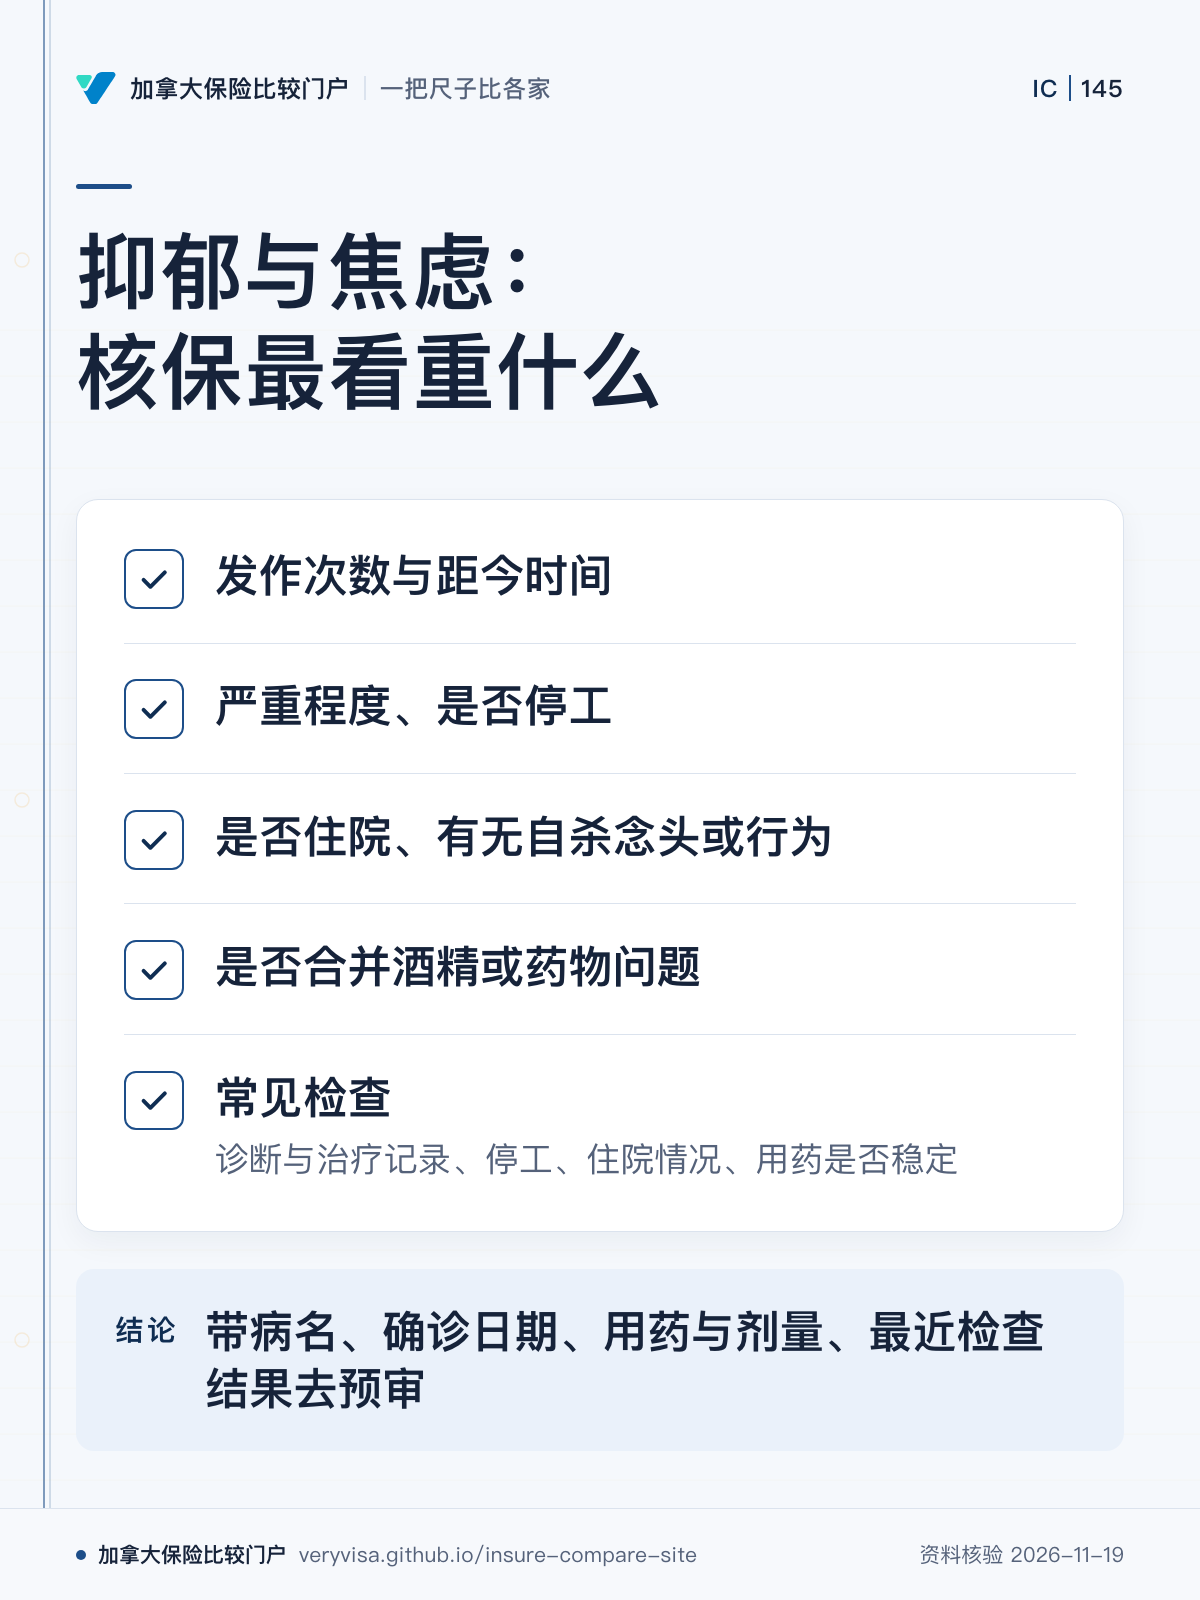 加拿大保险比较门户 一把尺子比各家
IC 145
抑郁与焦虑：
核保最看重什么
发作次数与距今时间
严重程度、是否停工
是否住院、有无自杀念头或行为
是否合并酒精或药物问题
常见检查
诊断与治疗记录、停工、住院情况、用药是否稳定
结论
带病名、确诊日期、用药与剂量、最近检查
结果去预审
加拿大保险比较门户 veryvisa.github.io/insure-compare-site
资料核验 2026-11-19